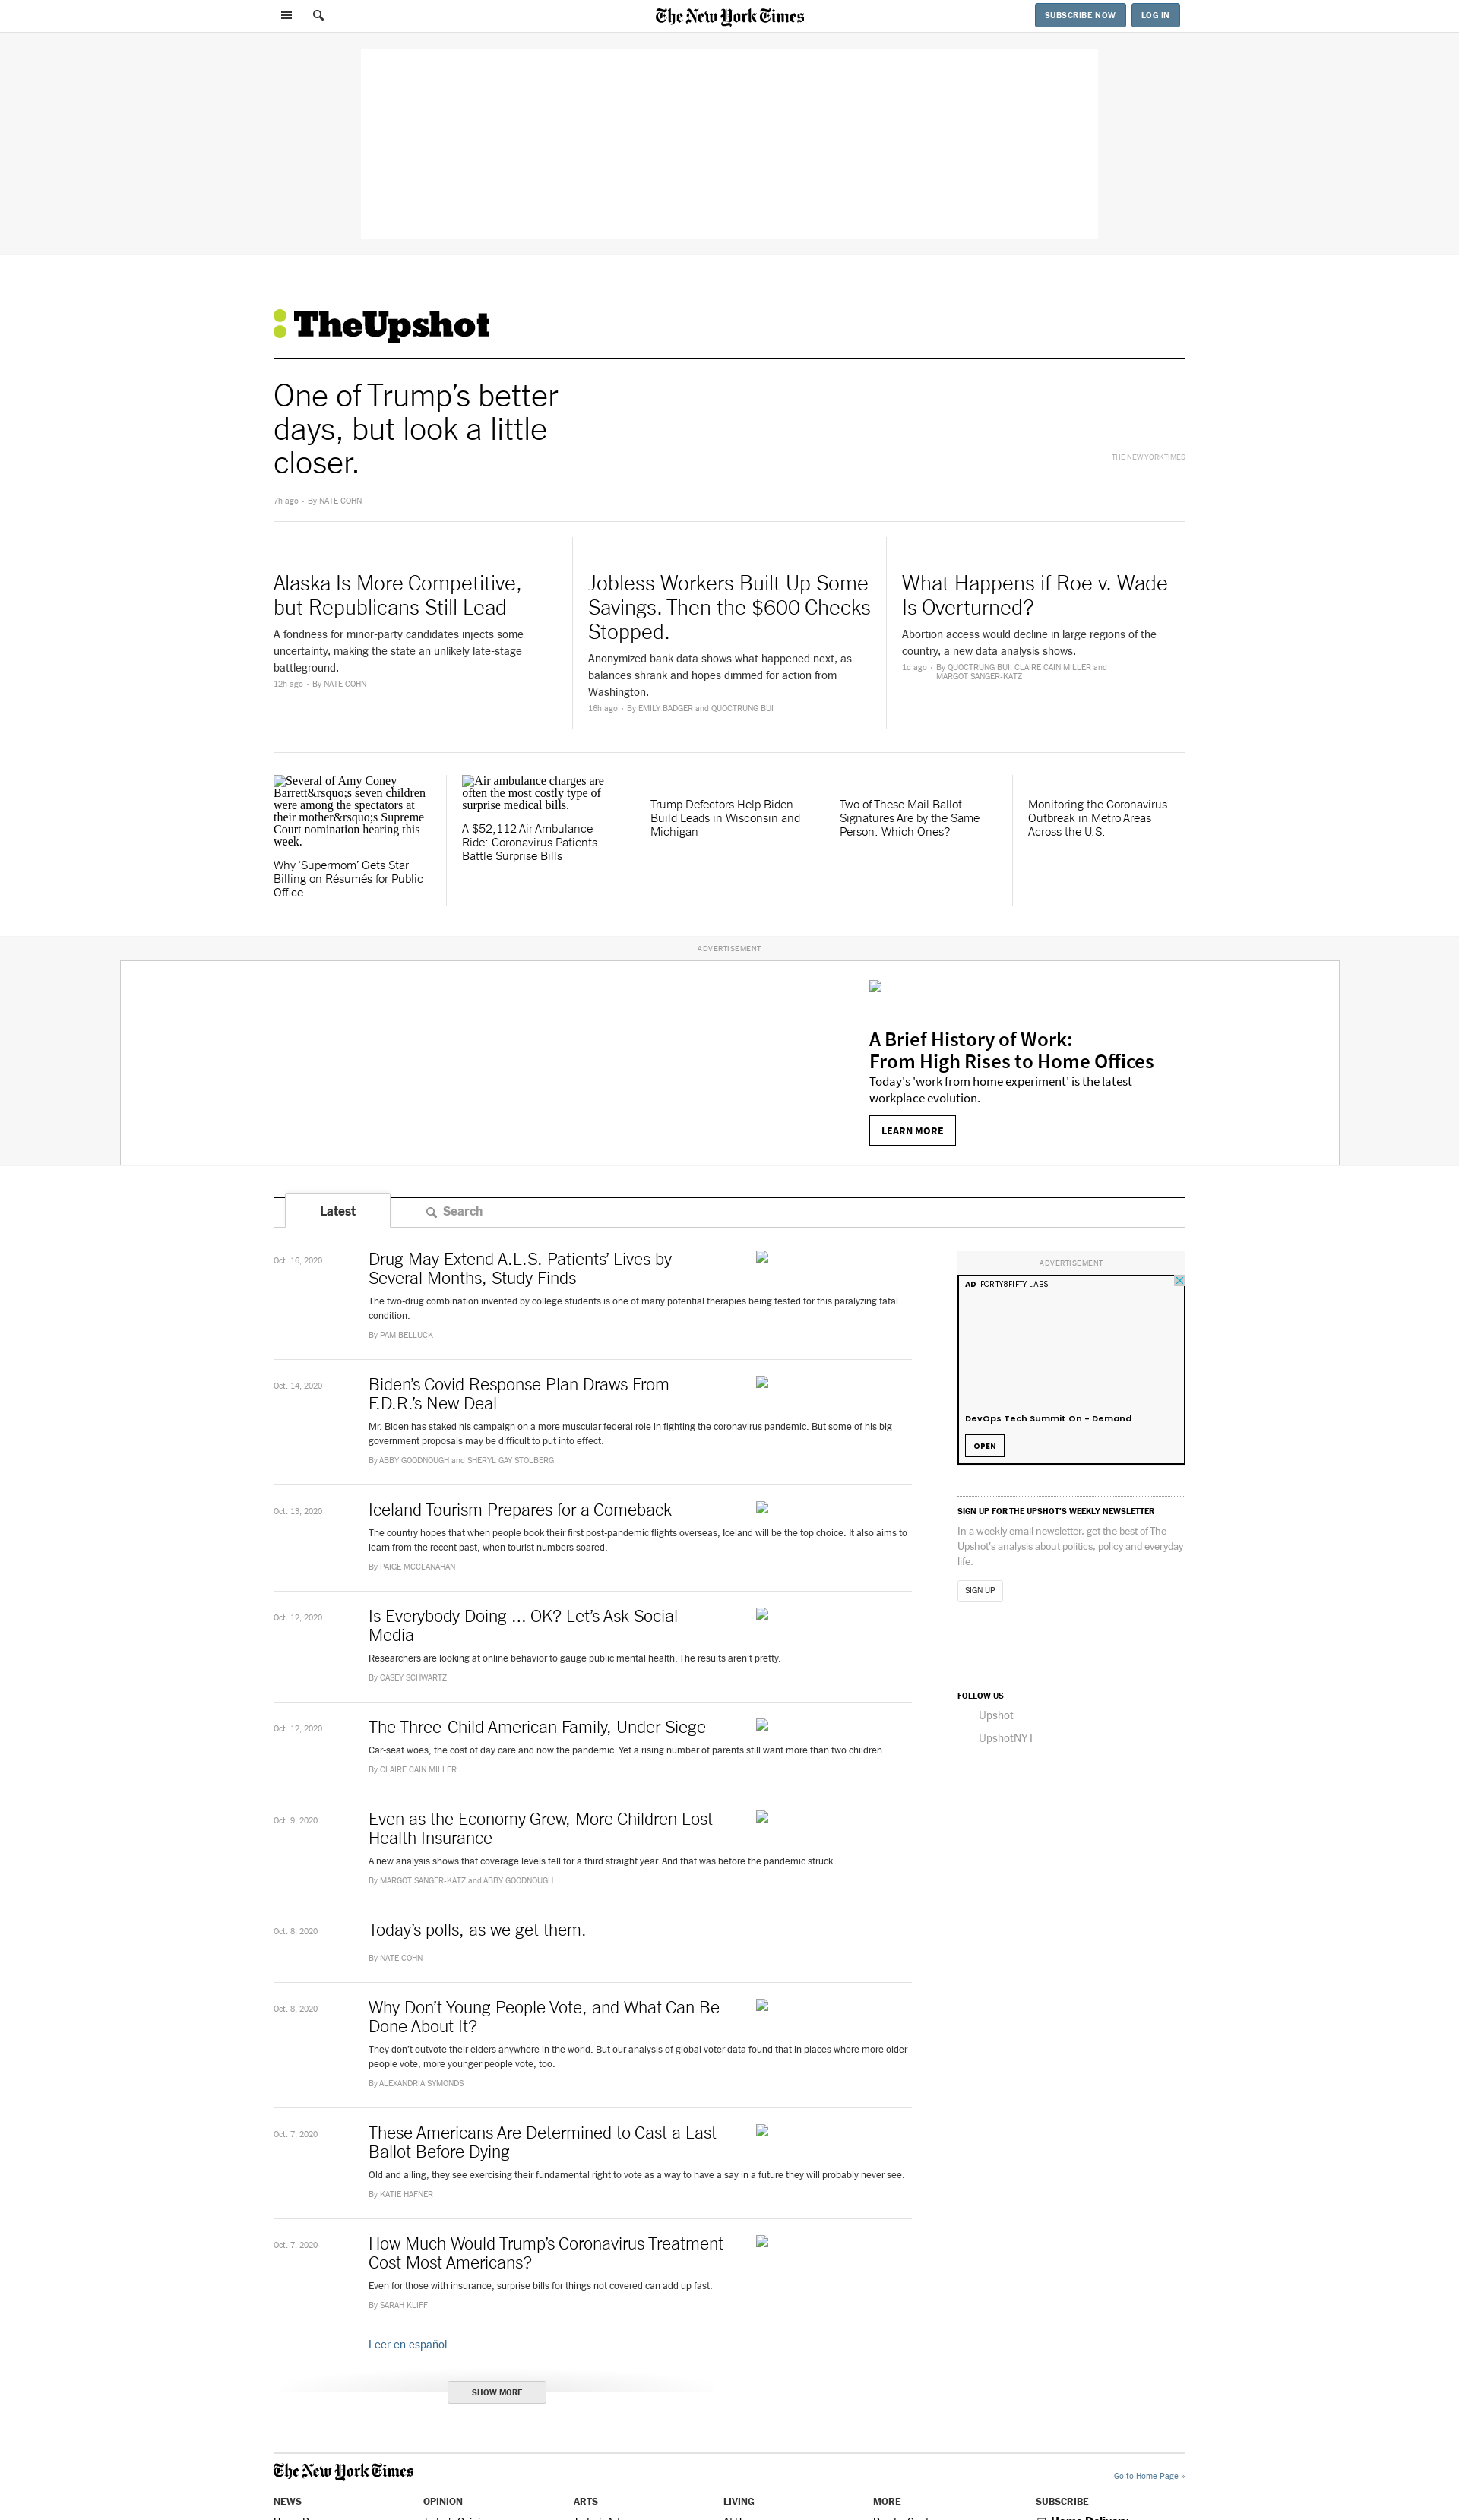 The New York Times
SUBSCRIBE NOW
LOG IN
TheUpshot
One of Trump’s better
days, but look a little
closer.
THE NEW YORK TIMES
7h ago • By NATE COHN
Alaska Is More Competitive,
but Republicans Still Lead
A fondness for minor-party candidates injects some
uncertainty, making the state an unlikely late-stage
battleground.
12h ago • By NATE COHN
Jobless Workers Built Up Some
Savings. Then the $600 Checks
Stopped.
Anonymized bank data shows what happened next, as
balances shrank and hopes dimmed for action from
Washington.
16h ago • By EMILY BADGER and QUOCTRUNG BUI
What Happens if Roe v. Wade
Is Overturned?
Abortion access would decline in large regions of the
country, a new data analysis shows.
1d ago • By QUOCTRUNG BUI, CLAIRE CAIN MILLER and
MARGOT SANGER-KATZ
Several of Amy Coney
Barrett&rsquo;s seven children
were among the spectators at
their mother&rsquo;s Supreme
Court nomination hearing this
week.
Why ‘Supermom’ Gets Star
Billing on Résumés for Public
Office
Air ambulance charges are
often the most costly type of
surprise medical bills.
A $52,112 Air Ambulance
Ride: Coronavirus Patients
Battle Surprise Bills
Trump Defectors Help Biden
Build Leads in Wisconsin and
Michigan
Two of These Mail Ballot
Signatures Are by the Same
Person. Which Ones?
Monitoring the Coronavirus
Outbreak in Metro Areas
Across the U.S.
ADVERTISEMENT
A Brief History of Work:
From High Rises to Home Offices
Today's 'work from home experiment' is the latest
workplace evolution.
LEARN MORE
Latest
Search
Oct. 16, 2020
Drug May Extend A.L.S. Patients’ Lives by
Several Months, Study Finds
The two-drug combination invented by college students is one of many potential therapies being tested for this paralyzing fatal
condition.
By PAM BELLUCK
Oct. 14, 2020
Biden’s Covid Response Plan Draws From
F.D.R.’s New Deal
Mr. Biden has staked his campaign on a more muscular federal role in fighting the coronavirus pandemic. But some of his big
government proposals may be difficult to put into effect.
By ABBY GOODNOUGH and SHERYL GAY STOLBERG
Oct. 13, 2020
Iceland Tourism Prepares for a Comeback
The country hopes that when people book their first post-pandemic flights overseas, Iceland will be the top choice. It also aims to
learn from the recent past, when tourist numbers soared.
By PAIGE MCCLANAHAN
Oct. 12, 2020
Is Everybody Doing ... OK? Let’s Ask Social
Media
Researchers are looking at online behavior to gauge public mental health. The results aren’t pretty.
By CASEY SCHWARTZ
Oct. 12, 2020
The Three-Child American Family, Under Siege
Car-seat woes, the cost of day care and now the pandemic. Yet a rising number of parents still want more than two children.
By CLAIRE CAIN MILLER
Oct. 9, 2020
Even as the Economy Grew, More Children Lost
Health Insurance
A new analysis shows that coverage levels fell for a third straight year. And that was before the pandemic struck.
By MARGOT SANGER-KATZ and ABBY GOODNOUGH
Oct. 8, 2020
Today’s polls, as we get them.
By NATE COHN
Oct. 8, 2020
Why Don’t Young People Vote, and What Can Be
Done About It?
They don’t outvote their elders anywhere in the world. But our analysis of global voter data found that in places where more older
people vote, more younger people vote, too.
By ALEXANDRIA SYMONDS
Oct. 7, 2020
These Americans Are Determined to Cast a Last
Ballot Before Dying
Old and ailing, they see exercising their fundamental right to vote as a way to have a say in a future they will probably never see.
By KATIE HAFNER
Oct. 7, 2020
How Much Would Trump’s Coronavirus Treatment
Cost Most Americans?
Even for those with insurance, surprise bills for things not covered can add up fast.
By SARAH KLIFF
Leer en español
SHOW MORE
ADVERTISEMENT
AD FORTY8FIFTY LABS
DevOps Tech Summit On - Demand
OPEN
SIGN UP FOR THE UPSHOT'S WEEKLY NEWSLETTER
In a weekly email newsletter, get the best of The
Upshot's analysis about politics, policy and everyday
life.
SIGN UP
FOLLOW US
Upshot
UpshotNYT
The New York Times
Go to Home Page »
NEWS
OPINION
ARTS
LIVING
MORE
SUBSCRIBE